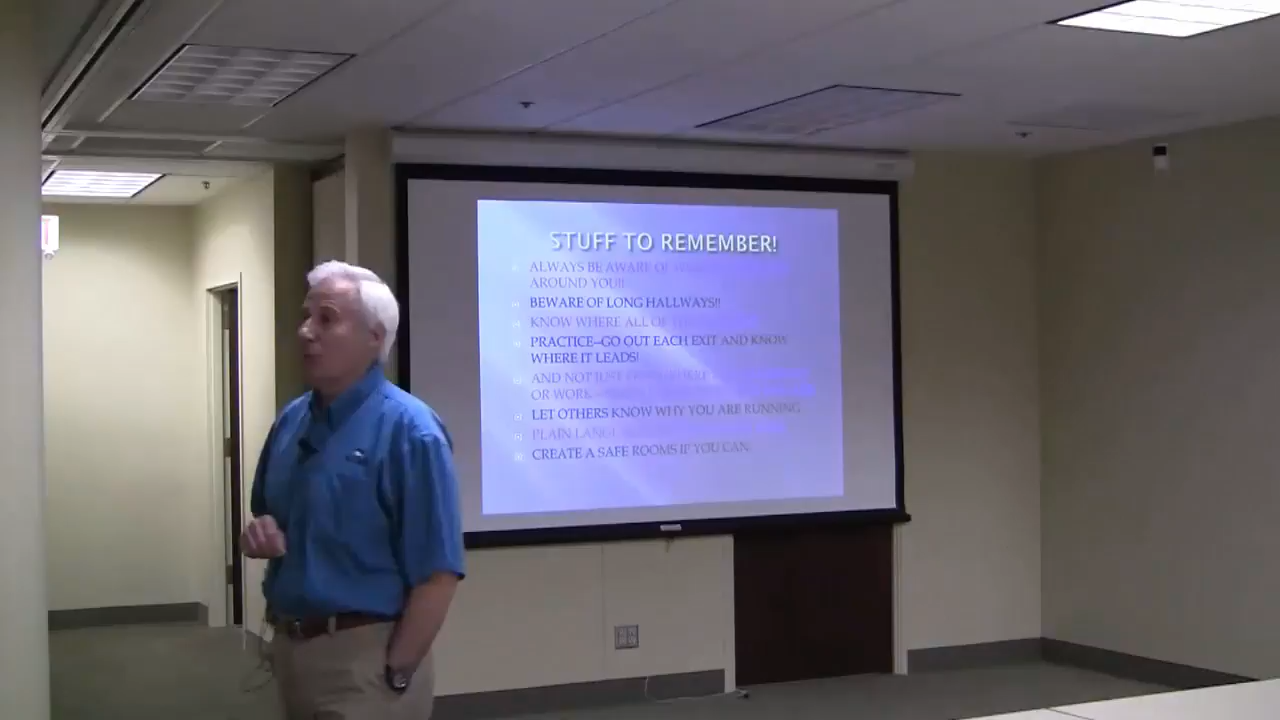 STUFF TO REMEMBER!
ALWAYS BE AWARE OF
AROUND YOU!!
BEWARE OF LONG HALLWAYS!!
KNOW WHERE ALL OF
PRACTICE–GO OUT EACH EXIT AND KNOW
WHERE IT LEADS!
AND NOT JUST
OR WORK
LET OTHERS KNOW WHY YOU ARE RUNNING
PLAIN
CREATE A SAFE ROOMS IF YOU CAN